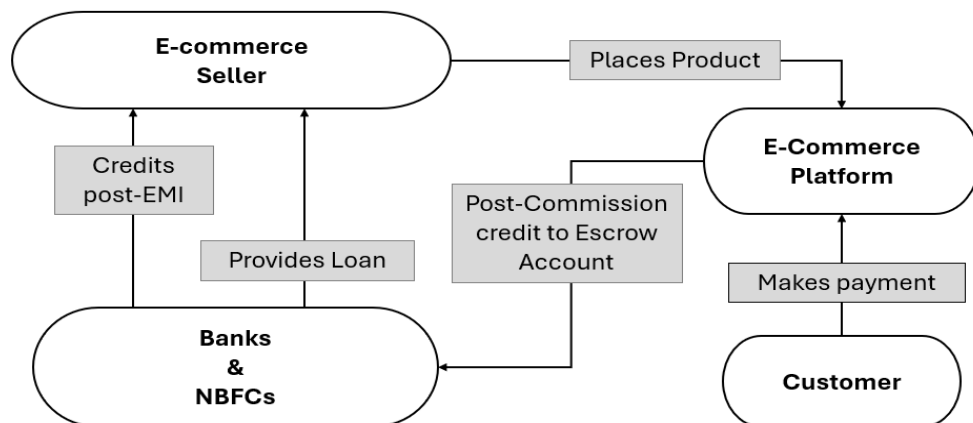 E-commerce
Seller
Places Product
E-Commerce
Platform
Credits
post-EMI
Post-Commission
credit to Escrow
Account
Provides Loan
Makes payment
Banks
&
NBFCs
Customer